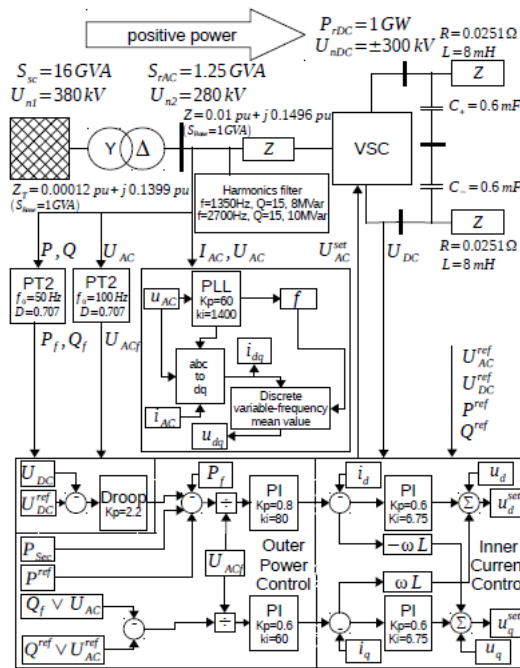 positive power
P_rDC = 1 GW
U_nDC = ±300 kV
R = 0.0251 Ω
L = 8 mH
S_sc = 16 GVA
U_n1 = 380 kV
S_rAC = 1.25 GVA
U_n2 = 280 kV
Z = 0.01 pu + j 0.1496 pu
(S_Base = 1 GVA)
Z
Y
Δ
Z
VSC
C_+ = 0.6 mF
C_- = 0.6 mF
Z_T = 0.00012 pu + j 0.1399 pu
(S_Base = 1 GVA)
Harmonics filter
f=1350Hz, Q=15, 8MVar
f=2700Hz, Q=15, 10MVar
Z
R = 0.0251 Ω
L = 8 mH
P, Q
U_AC
I_AC, U_AC
U_AC^set
U_DC
PT2
f_0 = 50 Hz
D = 0.707
PT2
f_0 = 100 Hz
D = 0.707
u_AC
PLL
Kp=60
ki=1400
f
P_f, Q_f
U_ACf
abc
to
dq
i_dq
i_AC
Discrete
variable-frequency
mean value
u_dq
U_AC^ref
U_DC^ref
P^ref
Q^ref
U_DC
U_DC^ref
Droop
Kp=2.2
P_f
÷
PI
Kp=0.8
ki=80
i_d
PI
Kp=0.6
Ki=6.75
Σ
u_d
u_d^set
P_Sec
P^ref
U_ACf
Outer
Power
Control
-ω L
ω L
Inner
Current
Control
Q_f ∨ U_AC
Q^ref ∨ U_AC^ref
÷
PI
Kp=0.6
ki=60
i_q
PI
Kp=0.6
Ki=6.75
Σ
u_q^set
u_q